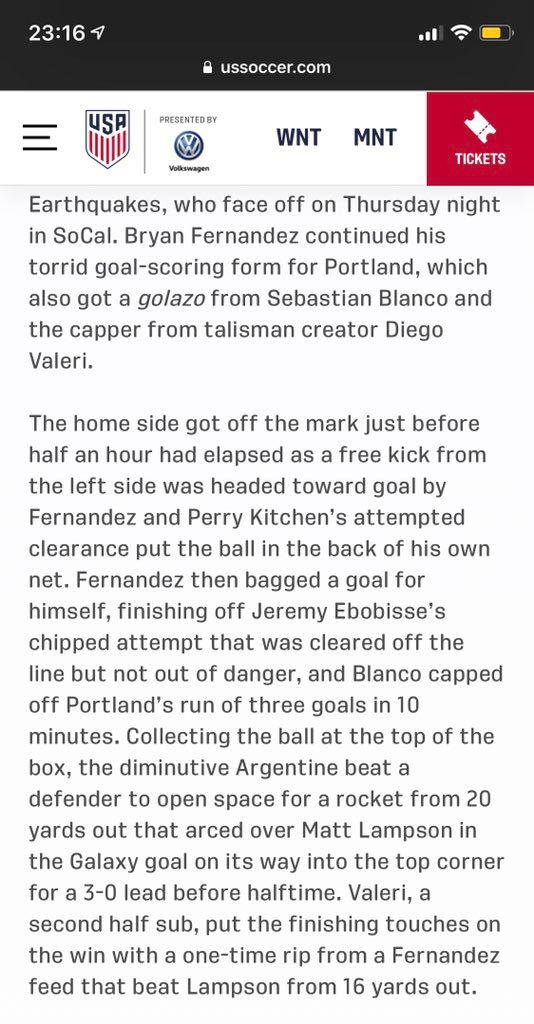 23:16
ussoccer.com
USA
PRESENTED BY
Volkswagen
WNT
MNT
TICKETS
Earthquakes, who face off on Thursday night
in SoCal. Bryan Fernandez continued his
torrid goal-scoring form for Portland, which
also got a golazo from Sebastian Blanco and
the capper from talisman creator Diego
Valeri.
The home side got off the mark just before
half an hour had elapsed as a free kick from
the left side was headed toward goal by
Fernandez and Perry Kitchen’s attempted
clearance put the ball in the back of his own
net. Fernandez then bagged a goal for
himself, finishing off Jeremy Ebobisse’s
chipped attempt that was cleared off the
line but not out of danger, and Blanco capped
off Portland’s run of three goals in 10
minutes. Collecting the ball at the top of the
box, the diminutive Argentine beat a
defender to open space for a rocket from 20
yards out that arced over Matt Lampson in
the Galaxy goal on its way into the top corner
for a 3-0 lead before halftime. Valeri, a
second half sub, put the finishing touches on
the win with a one-time rip from a Fernandez
feed that beat Lampson from 16 yards out.